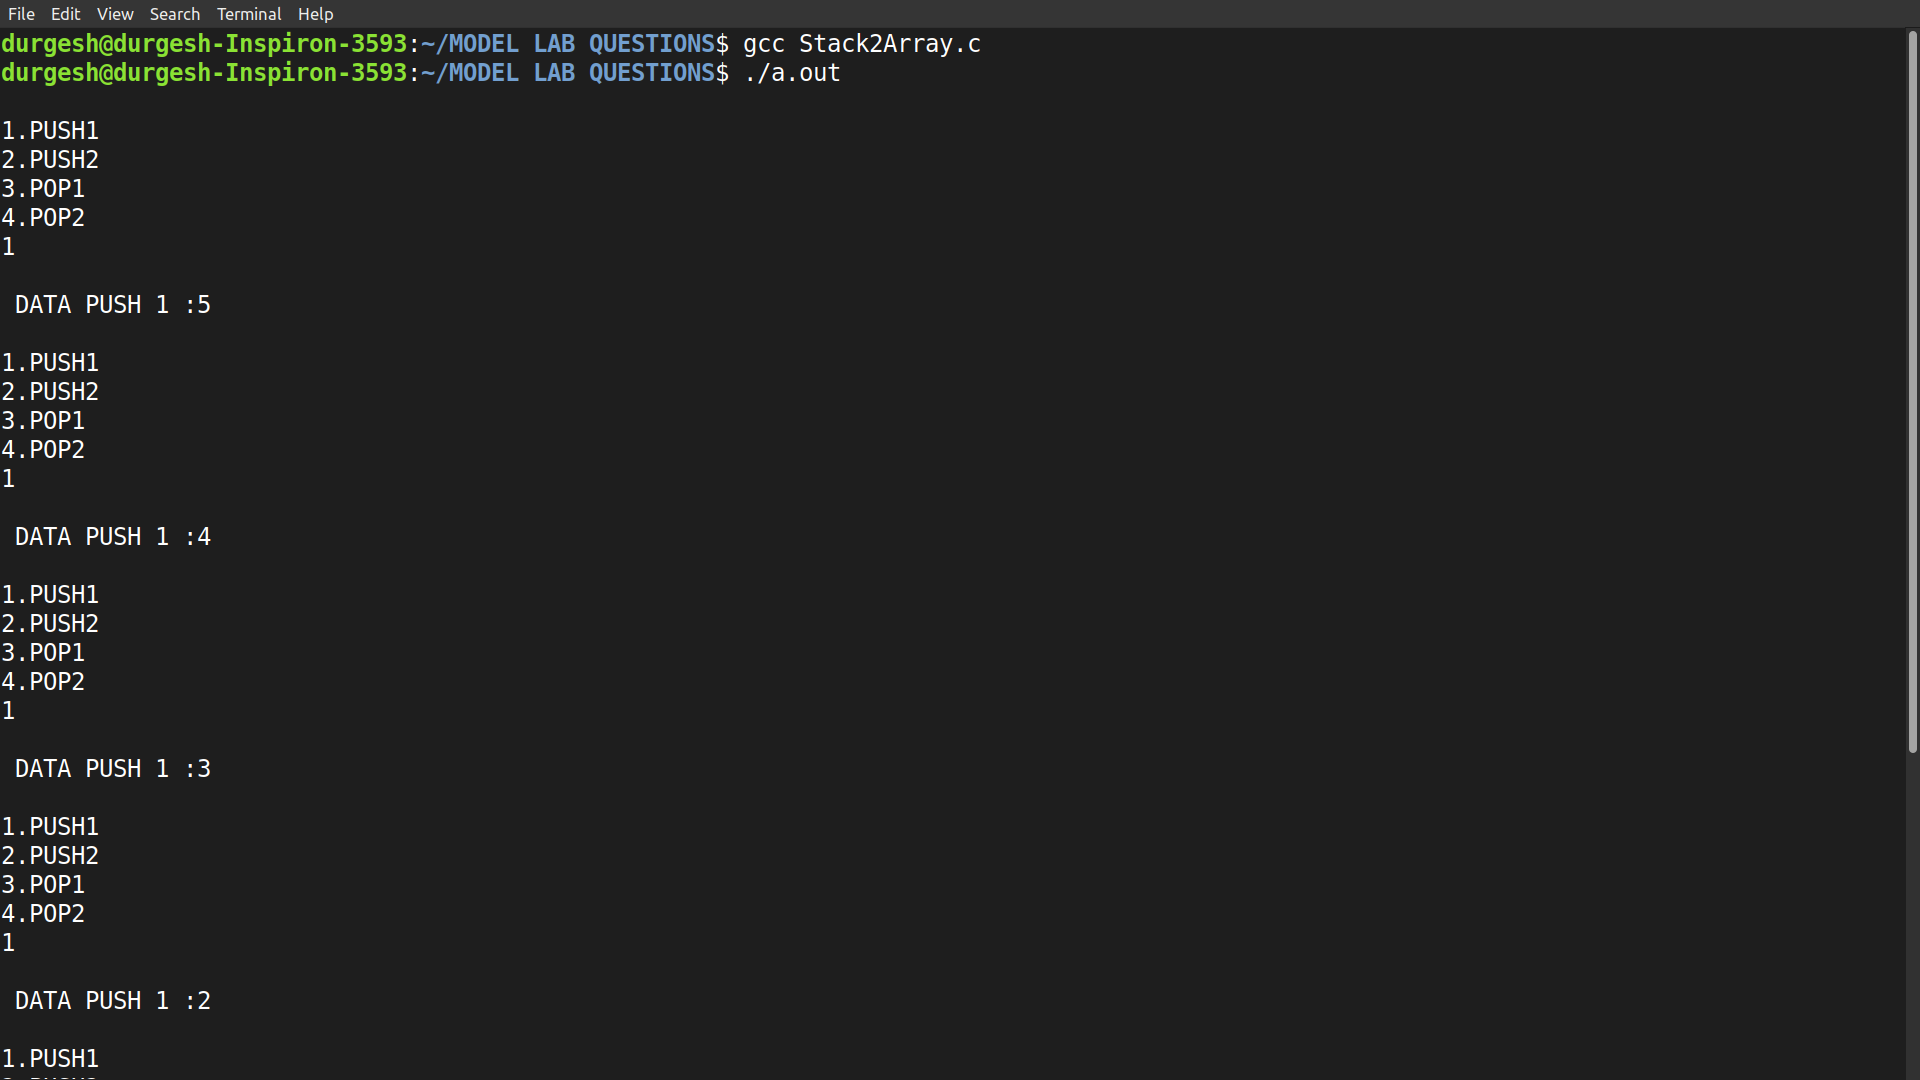 File Edit View Search Terminal Help
durgesh@durgesh-Inspiron-3593:~/MODEL LAB QUESTIONS$ gcc Stack2Array.c
durgesh@durgesh-Inspiron-3593:~/MODEL LAB QUESTIONS$ ./a.out
1.PUSH1
2.PUSH2
3.POP1
4.POP2
1
DATA PUSH 1 :5
1.PUSH1
2.PUSH2
3.POP1
4.POP2
1
DATA PUSH 1 :4
1.PUSH1
2.PUSH2
3.POP1
4.POP2
1
DATA PUSH 1 :3
1.PUSH1
2.PUSH2
3.POP1
4.POP2
1
DATA PUSH 1 :2
1.PUSH1